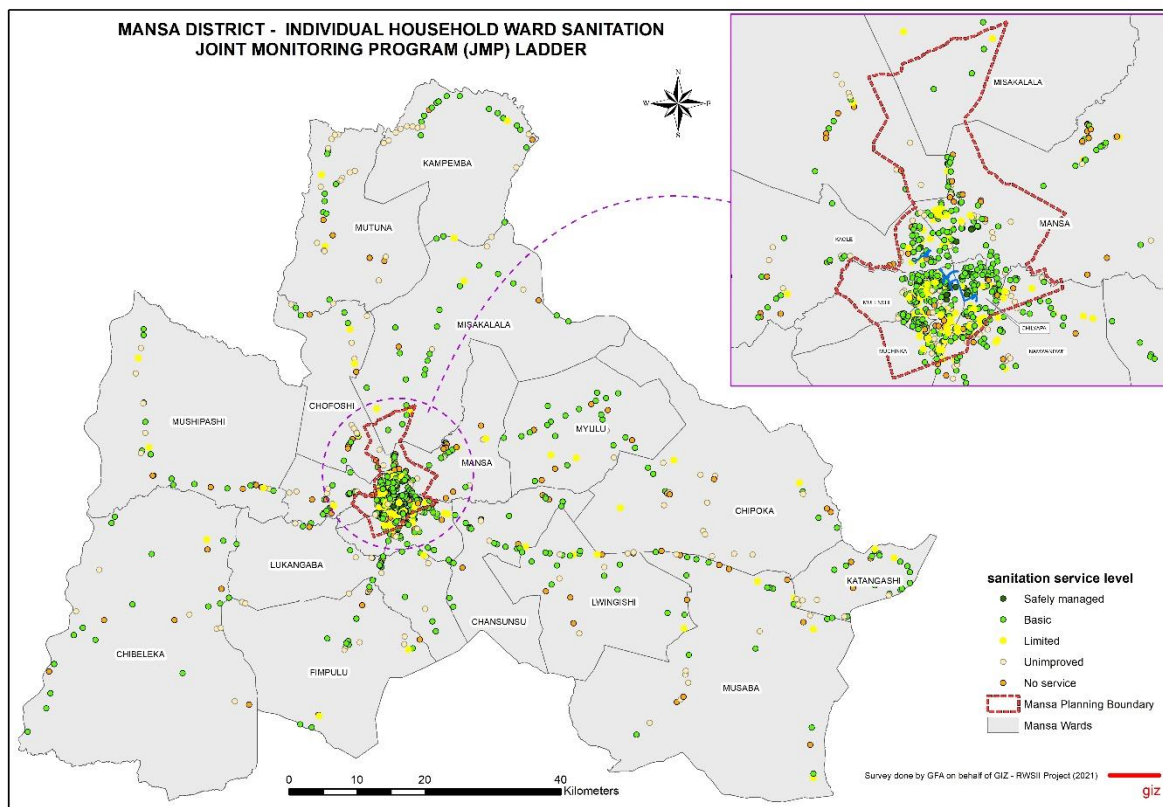 MANSA DISTRICT - INDIVIDUAL HOUSEHOLD WARD SANITATION
JOINT MONITORING PROGRAM (JMP) LADDER
N
W
S
MISAKALALA
MANSA
KAOLE
CHILYAPA
MUCHINKA
KAMPEMBA
MUTUNA
MISAKALALA
CHOFOSHI
MUSHIPASHI
MYULU
MANSA
CHIPOKA
LUKANGABA
KATANGASHI
LWINGISHI
CHANSUNSU
CHIBELEKA
FIMPULU
MUSABA
sanitation service level
Safely managed
Basic
Limited
Unimproved
No service
Mansa Planning Boundary
Mansa Wards
0 10 20 40
Kilometers
Survey done by GFA on behalf of GIZ - RWSII Project (2021)
giz